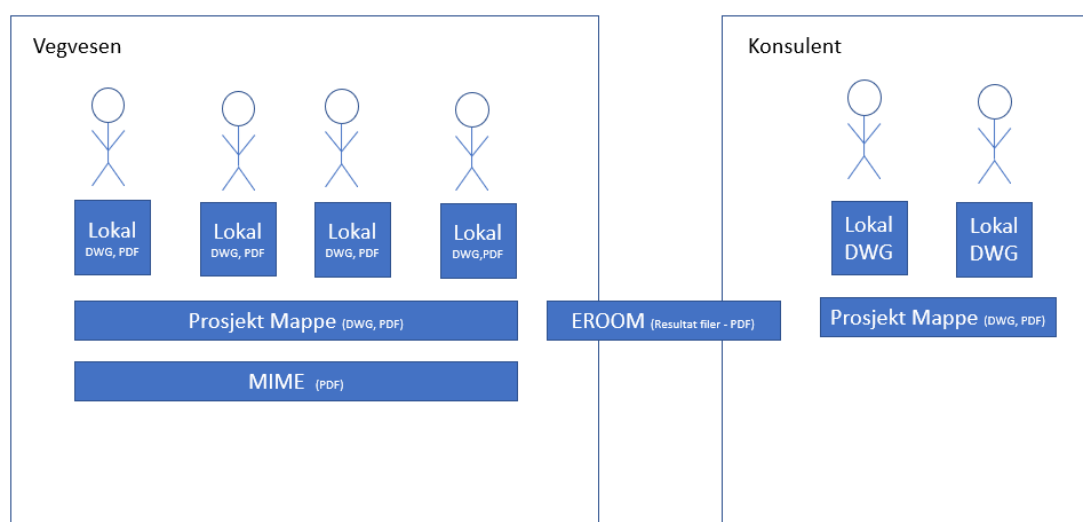 Vegvesen
Konsulent
Lokal
DWG, PDF
Lokal
DWG, PDF
Lokal
DWG, PDF
Lokal
DWG,PDF
Lokal
DWG
Lokal
DWG
Prosjekt Mappe (DWG, PDF)
EROOM (Resultat filer - PDF)
Prosjekt Mappe (DWG, PDF)
MIME (PDF)